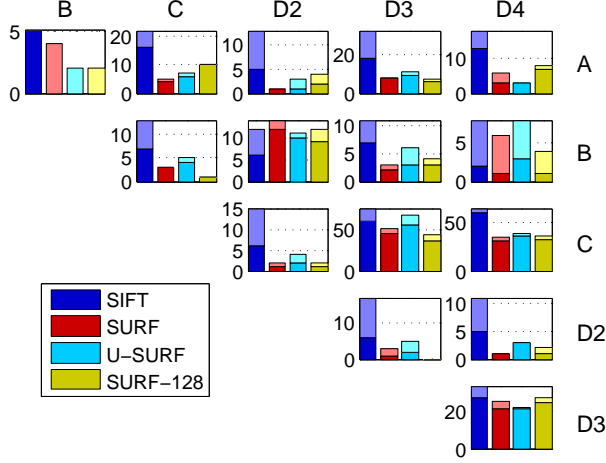 B C D2 D3 D4
5 0 20 10 0 10 5 0 20 0 10 5 0 A
10 5 0 10 5 0 10 5 0 5 0 B
15 10 5 0 50 0 50 0 C
SIFT
SURF
U−SURF
SURF−128
10 0 10 5 0 D2
20 0 D3